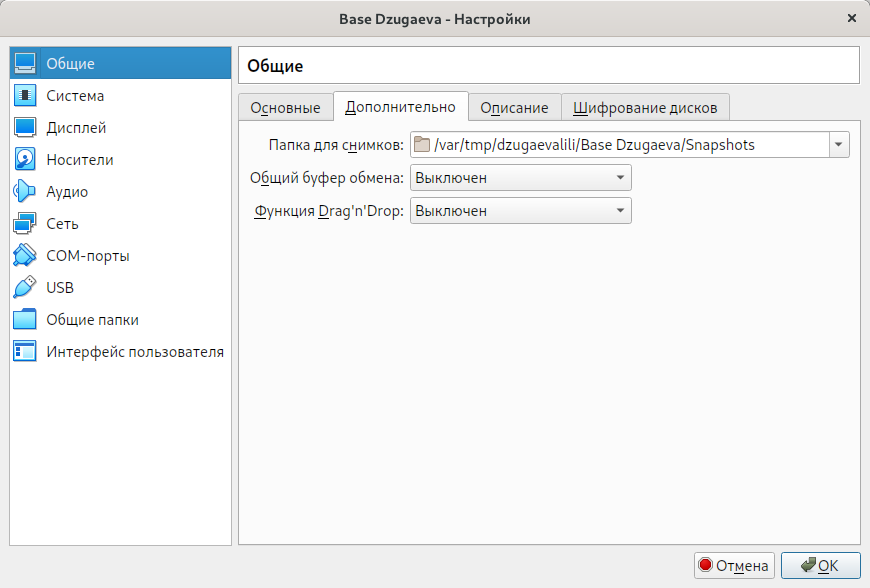 Base Dzugaeva - Настройки
Общие
Система
Дисплей
Носители
Аудио
Сеть
COM-порты
USB
Общие папки
Интерфейс пользователя
Общие
Основные Дополнительно Описание Шифрование дисков
Папка для снимков: /var/tmp/dzugaevalili/Base Dzugaeva/Snapshots
Общий буфер обмена: Выключен
Функция Drag'n'Drop: Выключен
Отмена OK